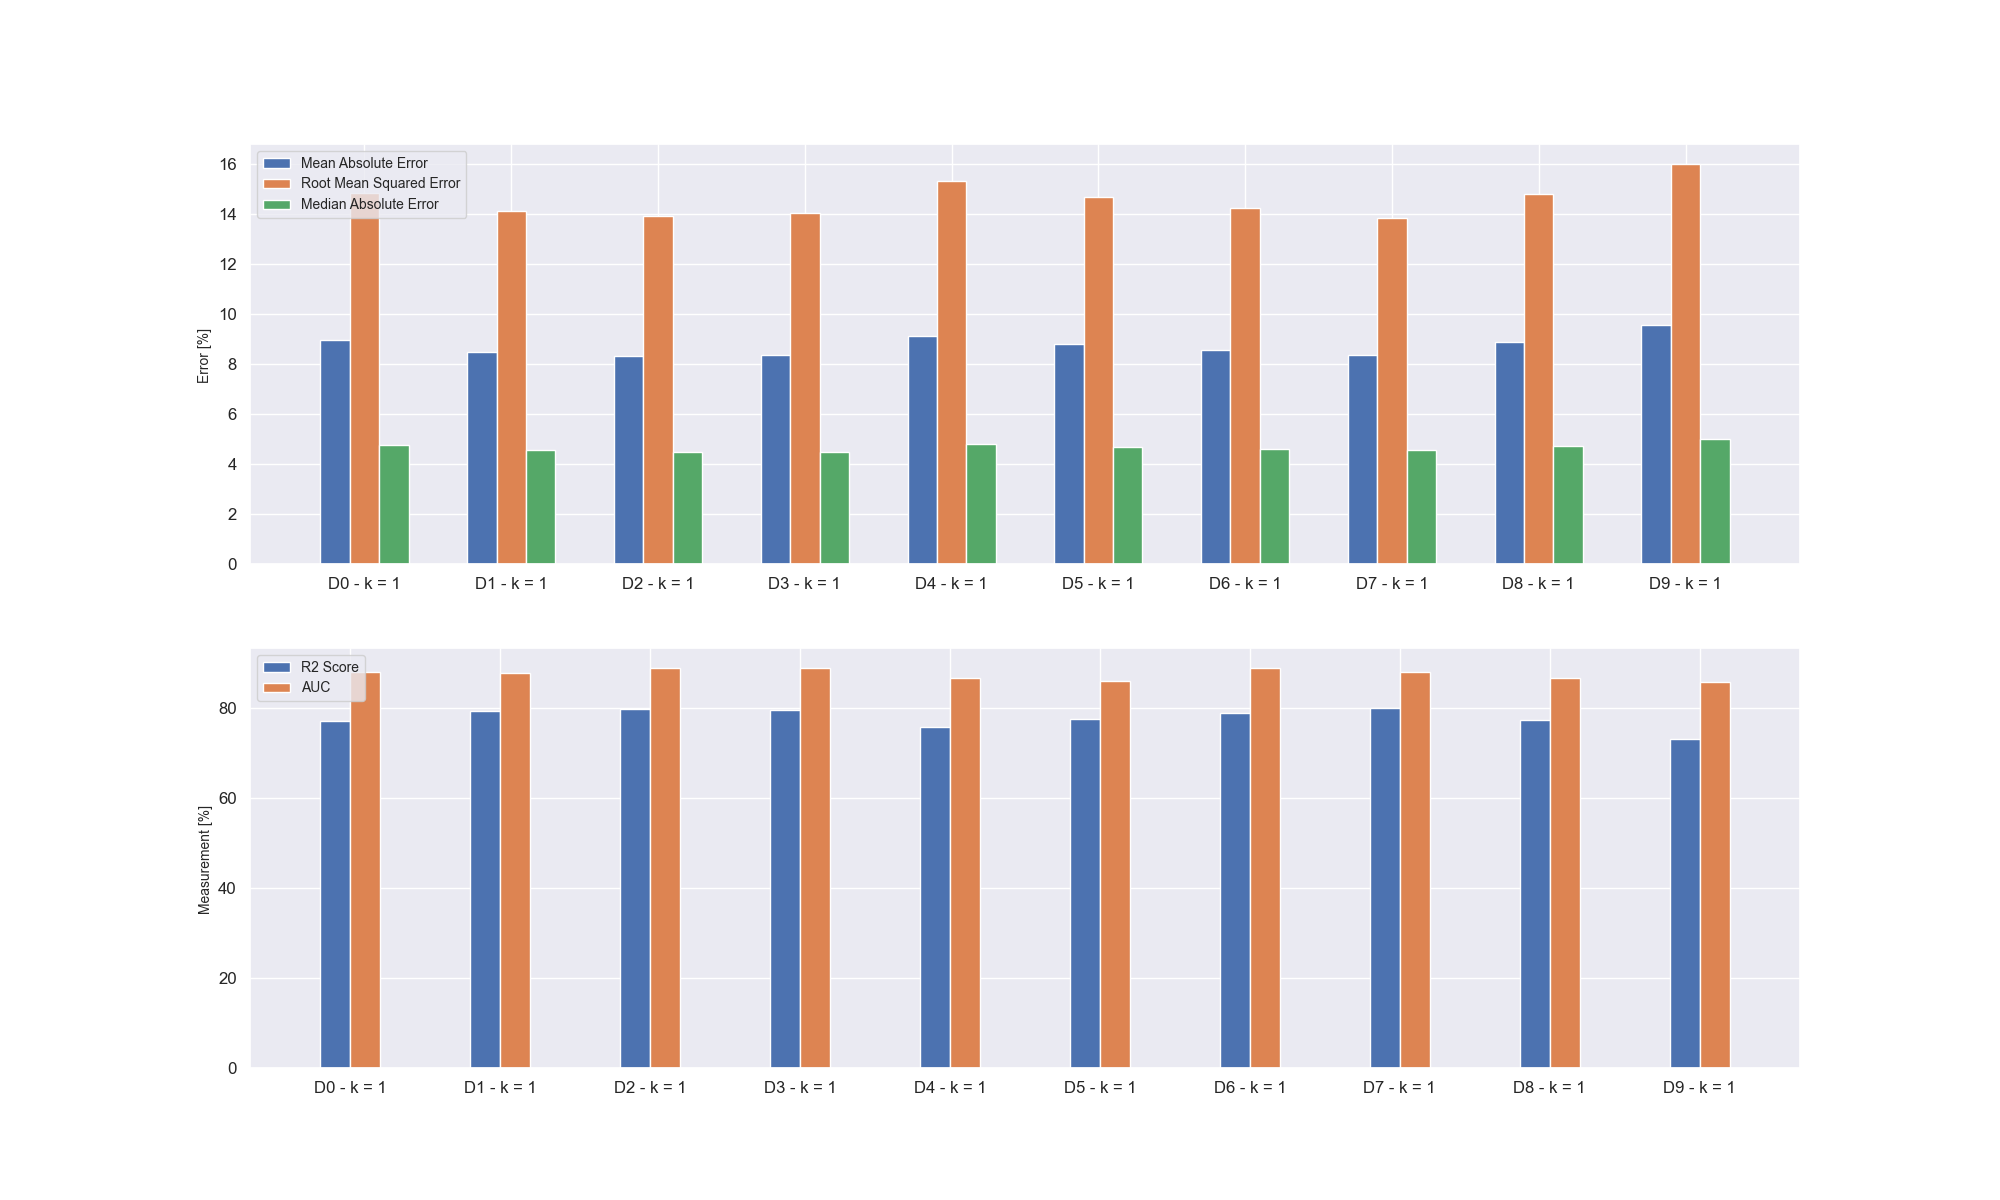 Mean Absolute Error
Root Mean Squared Error
Median Absolute Error
Error [%]
16
14
12
10
8
6
4
2
0
D0 - k = 1 D1 - k = 1 D2 - k = 1 D3 - k = 1 D4 - k = 1 D5 - k = 1 D6 - k = 1 D7 - k = 1 D8 - k = 1 D9 - k = 1
R2 Score
AUC
Measurement [%]
80
60
40
20
0
D0 - k = 1 D1 - k = 1 D2 - k = 1 D3 - k = 1 D4 - k = 1 D5 - k = 1 D6 - k = 1 D7 - k = 1 D8 - k = 1 D9 - k = 1